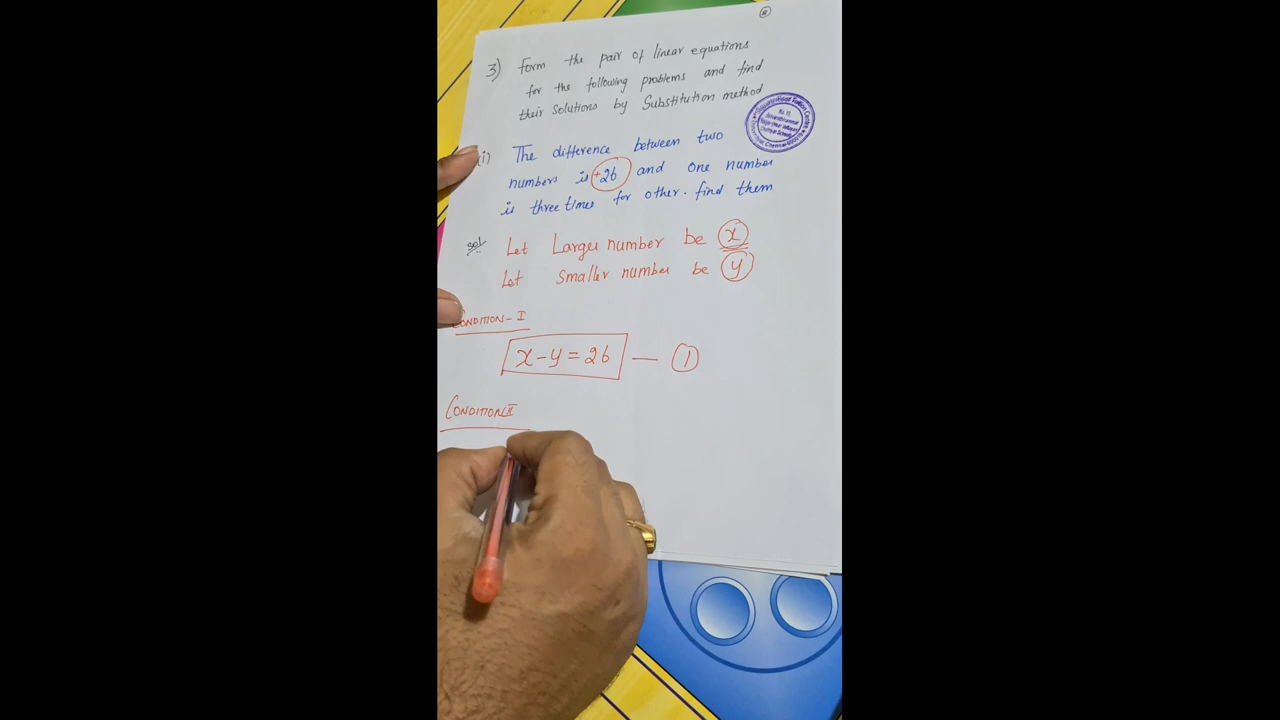 3) Form the pair of linear equations
for the following problems and find
their solutions by Substitution method
(i) The difference between two
numbers is +26 and one number
is three times for other. find them
Sol Let Larger number be x
Let smaller number be y
CONDITION - I
x - y = 26 — 1
CONDITION II